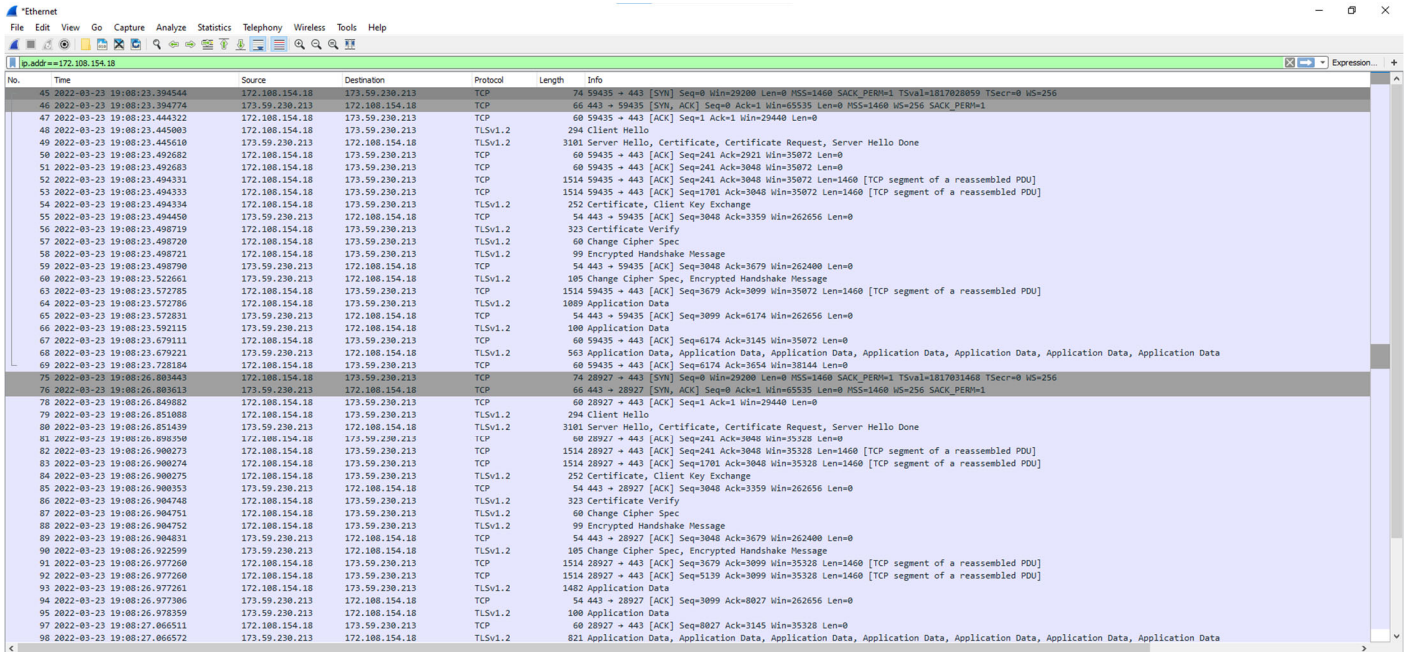 *Ethernet
File Edit View Go Capture Analyze Statistics Telephony Wireless Tools Help
ip.addr==172.108.154.18 Expression... +
No. Time Source Destination Protocol Length Info
45 2022-03-23 19:08:23.394544 172.108.154.18 173.59.230.213 TCP 74 59435 → 443 [SYN] Seq=0 Win=29200 Len=0 MSS=1460 SACK_PERM=1 TSval=1817028059 TSecr=0 WS=256
46 2022-03-23 19:08:23.394774 173.59.230.213 172.108.154.18 TCP 66 443 → 59435 [SYN, ACK] Seq=0 Ack=1 Win=65535 Len=0 MSS=1460 WS=256 SACK_PERM=1
47 2022-03-23 19:08:23.444322 172.108.154.18 173.59.230.213 TCP 60 59435 → 443 [ACK] Seq=1 Ack=1 Win=29440 Len=0
48 2022-03-23 19:08:23.445003 172.108.154.18 173.59.230.213 TLSv1.2 294 Client Hello
49 2022-03-23 19:08:23.445610 173.59.230.213 172.108.154.18 TLSv1.2 3101 Server Hello, Certificate, Certificate Request, Server Hello Done
50 2022-03-23 19:08:23.492682 172.108.154.18 173.59.230.213 TCP 60 59435 → 443 [ACK] Seq=241 Ack=2921 Win=35072 Len=0
51 2022-03-23 19:08:23.492683 172.108.154.18 173.59.230.213 TCP 60 59435 → 443 [ACK] Seq=241 Ack=3048 Win=35072 Len=0
52 2022-03-23 19:08:23.494331 172.108.154.18 173.59.230.213 TCP 1514 59435 → 443 [ACK] Seq=241 Ack=3048 Win=35072 Len=1460 [TCP segment of a reassembled PDU]
53 2022-03-23 19:08:23.494333 172.108.154.18 173.59.230.213 TCP 1514 59435 → 443 [ACK] Seq=1701 Ack=3048 Win=35072 Len=1460 [TCP segment of a reassembled PDU]
54 2022-03-23 19:08:23.494334 172.108.154.18 173.59.230.213 TLSv1.2 252 Certificate, Client Key Exchange
55 2022-03-23 19:08:23.494450 173.59.230.213 172.108.154.18 TCP 54 443 → 59435 [ACK] Seq=3048 Ack=3359 Win=262656 Len=0
56 2022-03-23 19:08:23.498719 172.108.154.18 173.59.230.213 TLSv1.2 323 Certificate Verify
57 2022-03-23 19:08:23.498720 172.108.154.18 173.59.230.213 TLSv1.2 60 Change Cipher Spec
58 2022-03-23 19:08:23.498721 172.108.154.18 173.59.230.213 TLSv1.2 99 Encrypted Handshake Message
59 2022-03-23 19:08:23.498790 173.59.230.213 172.108.154.18 TCP 54 443 → 59435 [ACK] Seq=3048 Ack=3679 Win=262400 Len=0
60 2022-03-23 19:08:23.522661 173.59.230.213 172.108.154.18 TLSv1.2 105 Change Cipher Spec, Encrypted Handshake Message
63 2022-03-23 19:08:23.572785 172.108.154.18 173.59.230.213 TCP 1514 59435 → 443 [ACK] Seq=3679 Ack=3099 Win=35072 Len=1460 [TCP segment of a reassembled PDU]
64 2022-03-23 19:08:23.572786 172.108.154.18 173.59.230.213 TLSv1.2 1089 Application Data
65 2022-03-23 19:08:23.572831 173.59.230.213 172.108.154.18 TCP 54 443 → 59435 [ACK] Seq=3099 Ack=6174 Win=262656 Len=0
66 2022-03-23 19:08:23.592115 173.59.230.213 172.108.154.18 TLSv1.2 100 Application Data
67 2022-03-23 19:08:23.679111 172.108.154.18 173.59.230.213 TCP 60 59435 → 443 [ACK] Seq=6174 Ack=3145 Win=35072 Len=0
68 2022-03-23 19:08:23.679221 173.59.230.213 172.108.154.18 TLSv1.2 563 Application Data, Application Data, Application Data, Application Data, Application Data, Application Data, Application Data
69 2022-03-23 19:08:23.728184 172.108.154.18 173.59.230.213 TCP 60 59435 → 443 [ACK] Seq=6174 Ack=3654 Win=38144 Len=0
75 2022-03-23 19:08:26.803443 172.108.154.18 173.59.230.213 TCP 74 28927 → 443 [SYN] Seq=0 Win=29200 Len=0 MSS=1460 SACK_PERM=1 TSval=1817031468 TSecr=0 WS=256
76 2022-03-23 19:08:26.803613 173.59.230.213 172.108.154.18 TCP 66 443 → 28927 [SYN, ACK] Seq=0 Ack=1 Win=65535 Len=0 MSS=1460 WS=256 SACK_PERM=1
78 2022-03-23 19:08:26.849882 172.108.154.18 173.59.230.213 TCP 60 28927 → 443 [ACK] Seq=1 Ack=1 Win=29440 Len=0
79 2022-03-23 19:08:26.851088 172.108.154.18 173.59.230.213 TLSv1.2 294 Client Hello
80 2022-03-23 19:08:26.851439 173.59.230.213 172.108.154.18 TLSv1.2 3101 Server Hello, Certificate, Certificate Request, Server Hello Done
81 2022-03-23 19:08:26.898350 172.108.154.18 173.59.230.213 TCP 60 28927 → 443 [ACK] Seq=241 Ack=3048 Win=35328 Len=0
82 2022-03-23 19:08:26.900273 172.108.154.18 173.59.230.213 TCP 1514 28927 → 443 [ACK] Seq=241 Ack=3048 Win=35328 Len=1460 [TCP segment of a reassembled PDU]
83 2022-03-23 19:08:26.900274 172.108.154.18 173.59.230.213 TCP 1514 28927 → 443 [ACK] Seq=1701 Ack=3048 Win=35328 Len=1460 [TCP segment of a reassembled PDU]
84 2022-03-23 19:08:26.900275 172.108.154.18 173.59.230.213 TLSv1.2 252 Certificate, Client Key Exchange
85 2022-03-23 19:08:26.900353 173.59.230.213 172.108.154.18 TCP 54 443 → 28927 [ACK] Seq=3048 Ack=3359 Win=262656 Len=0
86 2022-03-23 19:08:26.904748 172.108.154.18 173.59.230.213 TLSv1.2 323 Certificate Verify
87 2022-03-23 19:08:26.904751 172.108.154.18 173.59.230.213 TLSv1.2 60 Change Cipher Spec
88 2022-03-23 19:08:26.904752 172.108.154.18 173.59.230.213 TLSv1.2 99 Encrypted Handshake Message
89 2022-03-23 19:08:26.904831 173.59.230.213 172.108.154.18 TCP 54 443 → 28927 [ACK] Seq=3048 Ack=3679 Win=262400 Len=0
90 2022-03-23 19:08:26.922599 173.59.230.213 172.108.154.18 TLSv1.2 105 Change Cipher Spec, Encrypted Handshake Message
91 2022-03-23 19:08:26.977260 172.108.154.18 173.59.230.213 TCP 1514 28927 → 443 [ACK] Seq=3679 Ack=3099 Win=35328 Len=1460 [TCP segment of a reassembled PDU]
92 2022-03-23 19:08:26.977260 172.108.154.18 173.59.230.213 TCP 1514 28927 → 443 [ACK] Seq=5139 Ack=3099 Win=35328 Len=1460 [TCP segment of a reassembled PDU]
93 2022-03-23 19:08:26.977261 172.108.154.18 173.59.230.213 TLSv1.2 1482 Application Data
94 2022-03-23 19:08:26.977306 173.59.230.213 172.108.154.18 TCP 54 443 → 28927 [ACK] Seq=3099 Ack=8027 Win=262656 Len=0
95 2022-03-23 19:08:26.978359 173.59.230.213 172.108.154.18 TLSv1.2 100 Application Data
97 2022-03-23 19:08:27.066511 172.108.154.18 173.59.230.213 TCP 60 28927 → 443 [ACK] Seq=8027 Ack=3145 Win=35328 Len=0
98 2022-03-23 19:08:27.066572 173.59.230.213 172.108.154.18 TLSv1.2 821 Application Data, Application Data, Application Data, Application Data, Application Data, Application Data, Application Data